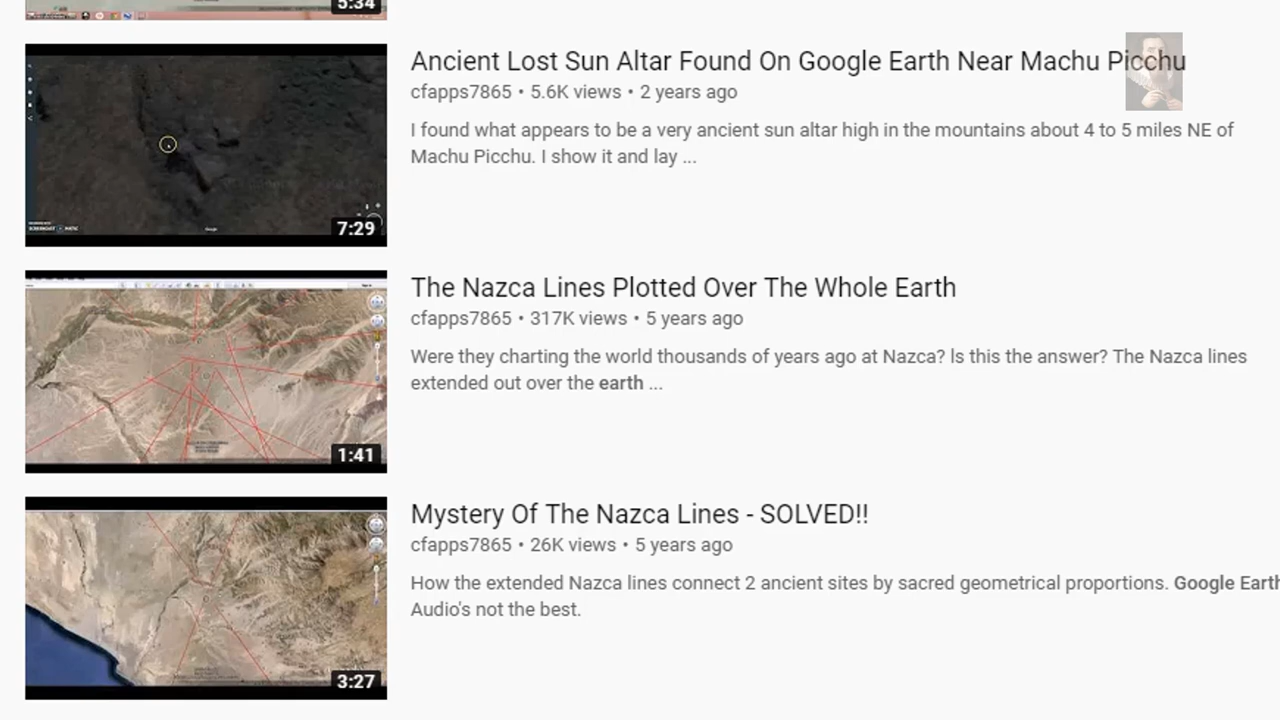 5:34
Ancient Lost Sun Altar Found On Google Earth Near Machu Picchu
cfapps7865 • 5.6K views • 2 years ago
I found what appears to be a very ancient sun altar high in the mountains about 4 to 5 miles NE of
Machu Picchu. I show it and lay ...
7:29
The Nazca Lines Plotted Over The Whole Earth
cfapps7865 • 317K views • 5 years ago
Were they charting the world thousands of years ago at Nazca? Is this the answer? The Nazca lines
extended out over the earth ...
1:41
Mystery Of The Nazca Lines - SOLVED!!
cfapps7865 • 26K views • 5 years ago
How the extended Nazca lines connect 2 ancient sites by sacred geometrical proportions. Google Earth
Audio's not the best.
3:27